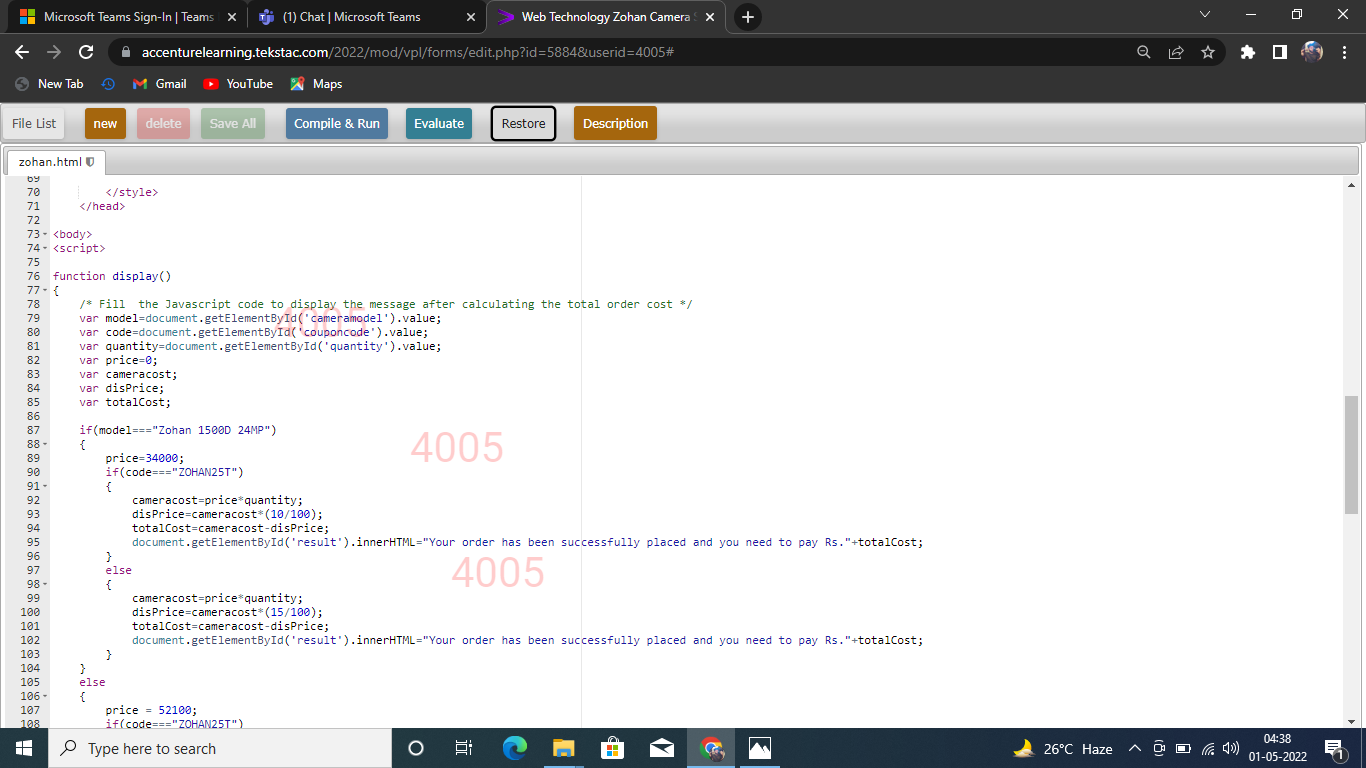 Microsoft Teams Sign-In | Teams
(1) Chat | Microsoft Teams
Web Technology Zohan Camera S
accenturelearning.tekstac.com/2022/mod/vpl/forms/edit.php?id=5884&userid=4005#
New Tab
Gmail
YouTube
Maps
File List
new
delete
Save All
Compile & Run
Evaluate
Restore
Description
zohan.html
69
70 </style>
71 </head>
72
73 <body>
74 <script>
75
76 function display()
77 {
78 /* Fill  the Javascript code to display the message after calculating the total order cost */
79 var model=document.getElementById('cameramodel').value;
80 var code=document.getElementById('couponcode').value;
81 var quantity=document.getElementById('quantity').value;
82 var price=0;
83 var cameracost;
84 var disPrice;
85 var totalCost;
86
87 if(model==="Zohan 1500D 24MP")
88 {
89 price=34000;
90 if(code==="ZOHAN25T")
91 {
92 cameracost=price*quantity;
93 disPrice=cameracost*(10/100);
94 totalCost=cameracost-disPrice;
95 document.getElementById('result').innerHTML="Your order has been successfully placed and you need to pay Rs."+totalCost;
96 }
97 else
98 {
99 cameracost=price*quantity;
100 disPrice=cameracost*(15/100);
101 totalCost=cameracost-disPrice;
102 document.getElementById('result').innerHTML="Your order has been successfully placed and you need to pay Rs."+totalCost;
103 }
104 }
105 else
106 {
107 price = 52100;
108 if(code==="ZOHAN25T")
4005
4005
4005
Type here to search
26°C Haze
04:38
01-05-2022
1